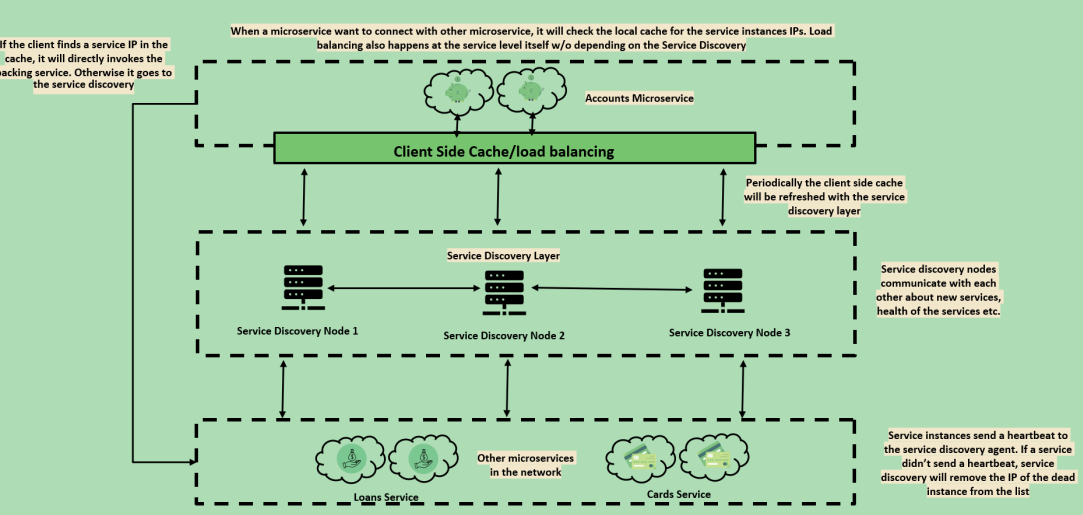 When a microservice want to connect with other microservice, it will check the local cache for the service instances IPs. Load
balancing also happens at the service level itself w/o depending on the Service Discovery
If the client finds a service IP in the
cache, it will directly invokes the
backing service. Otherwise it goes to
the service discovery
Accounts Microservice
Client Side Cache/load balancing
Periodically the client side cache
will be refreshed with the service
discovery layer
Service Discovery Layer
Service Discovery Node 1
Service Discovery Node 2
Service Discovery Node 3
Service discovery nodes
communicate with each
other about new services,
health of the services etc.
Other microservices
in the network
Loans Service
Cards Service
Service instances send a heartbeat to
the service discovery agent. If a service
didn't send a heartbeat, service
discovery will remove the IP of the dead
instance from the list